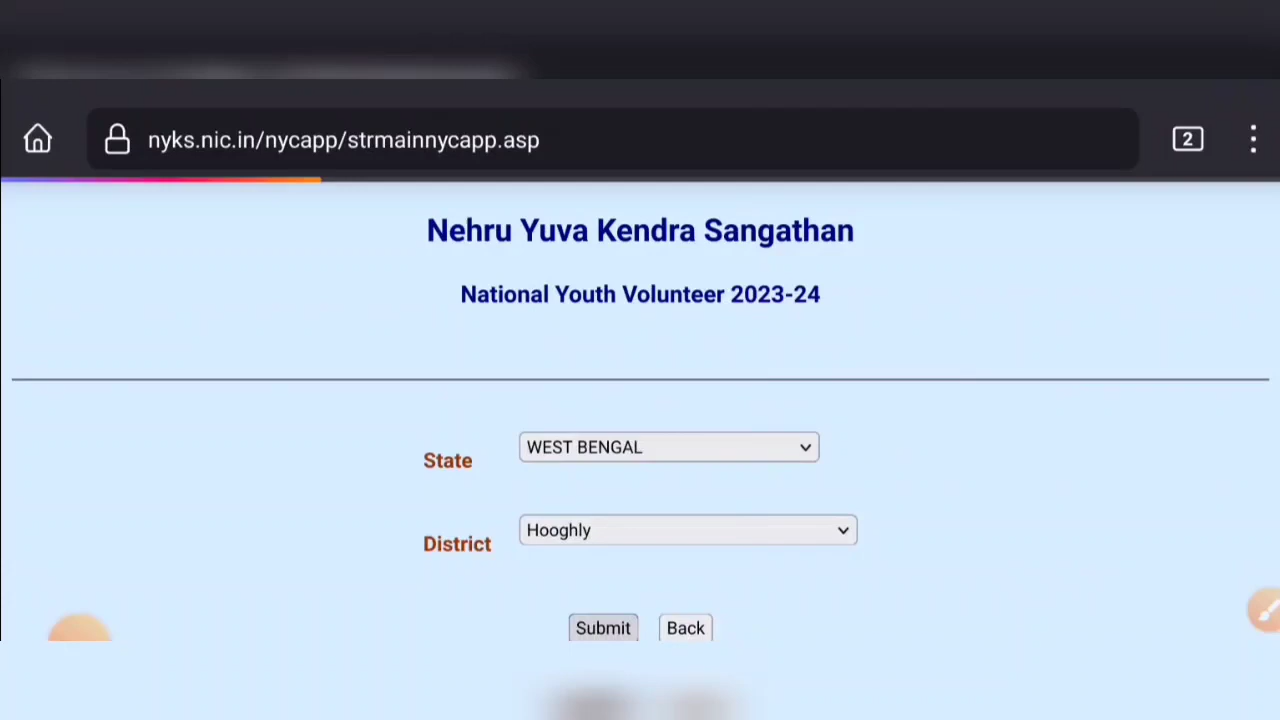 nyks.nic.in/nycapp/strmainnycapp.asp
2
Nehru Yuva Kendra Sangathan
National Youth Volunteer 2023-24
State WEST BENGAL
District Hooghly
Submit Back